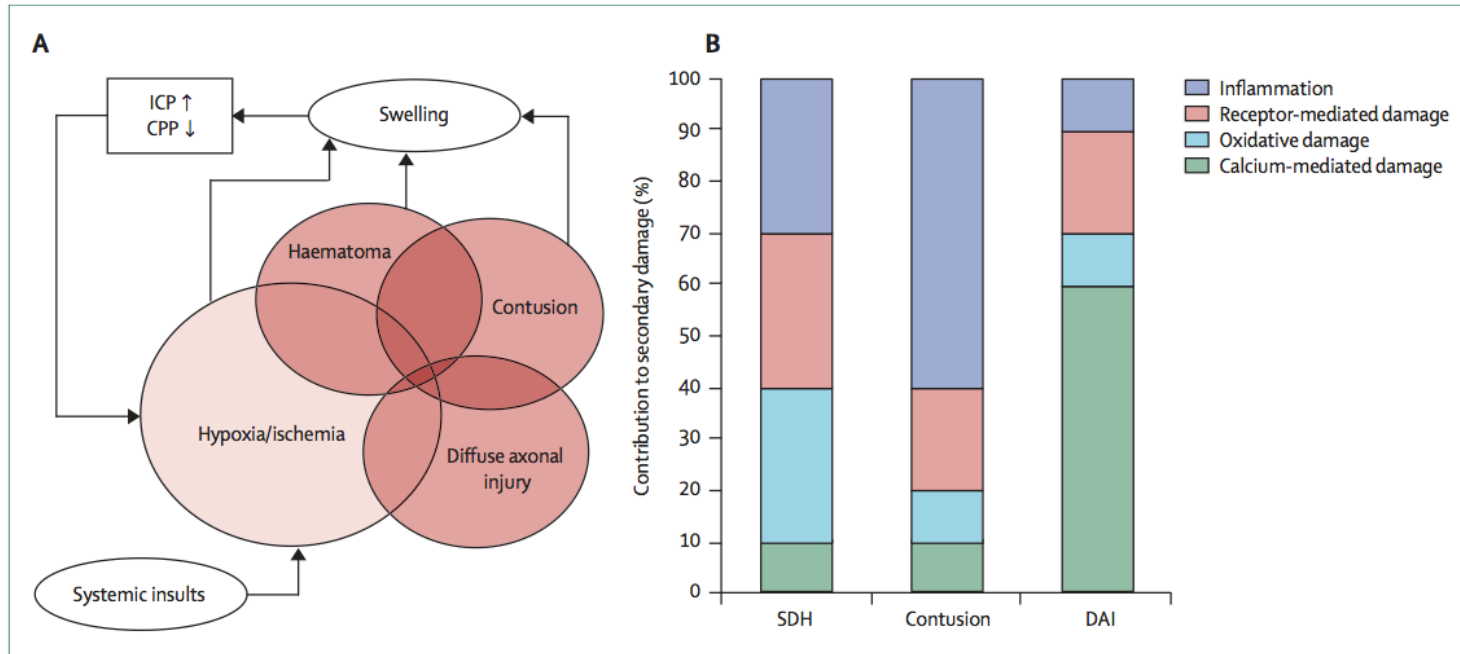 A
ICP ↑
CPP ↓
Swelling
Haematoma
Contusion
Hypoxia/ischemia
Diffuse axonal
injury
Systemic insults
B
Contribution to secondary damage (%)
100
90
80
70
60
50
40
30
20
10
0
SDH
Contusion
DAI
Inflammation
Receptor-mediated damage
Oxidative damage
Calcium-mediated damage